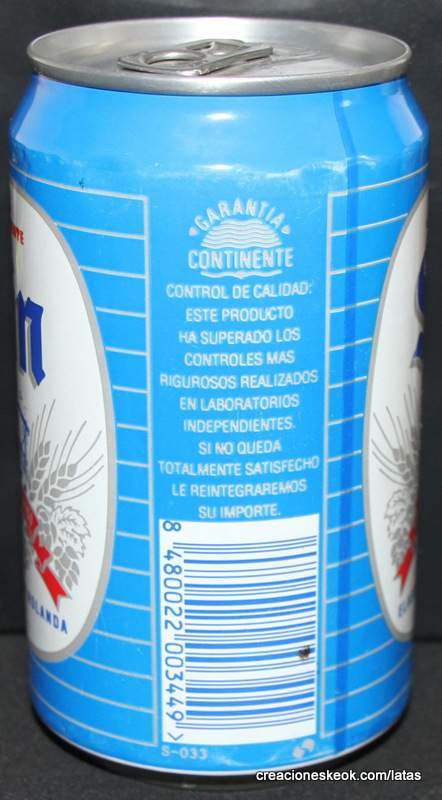 GARANTIA
CONTINENTE
CONTROL DE CALIDAD:
ESTE PRODUCTO
HA SUPERADO LOS
CONTROLES MAS
RIGUROSOS REALIZADOS
EN LABORATORIOS
INDEPENDIENTES.
SI NO QUEDA
TOTALMENTE SATISFECHO
LE REINTEGRAREMOS
SU IMPORTE.
8 480022 003449 >
S-033
creacioneskeok.com/latas